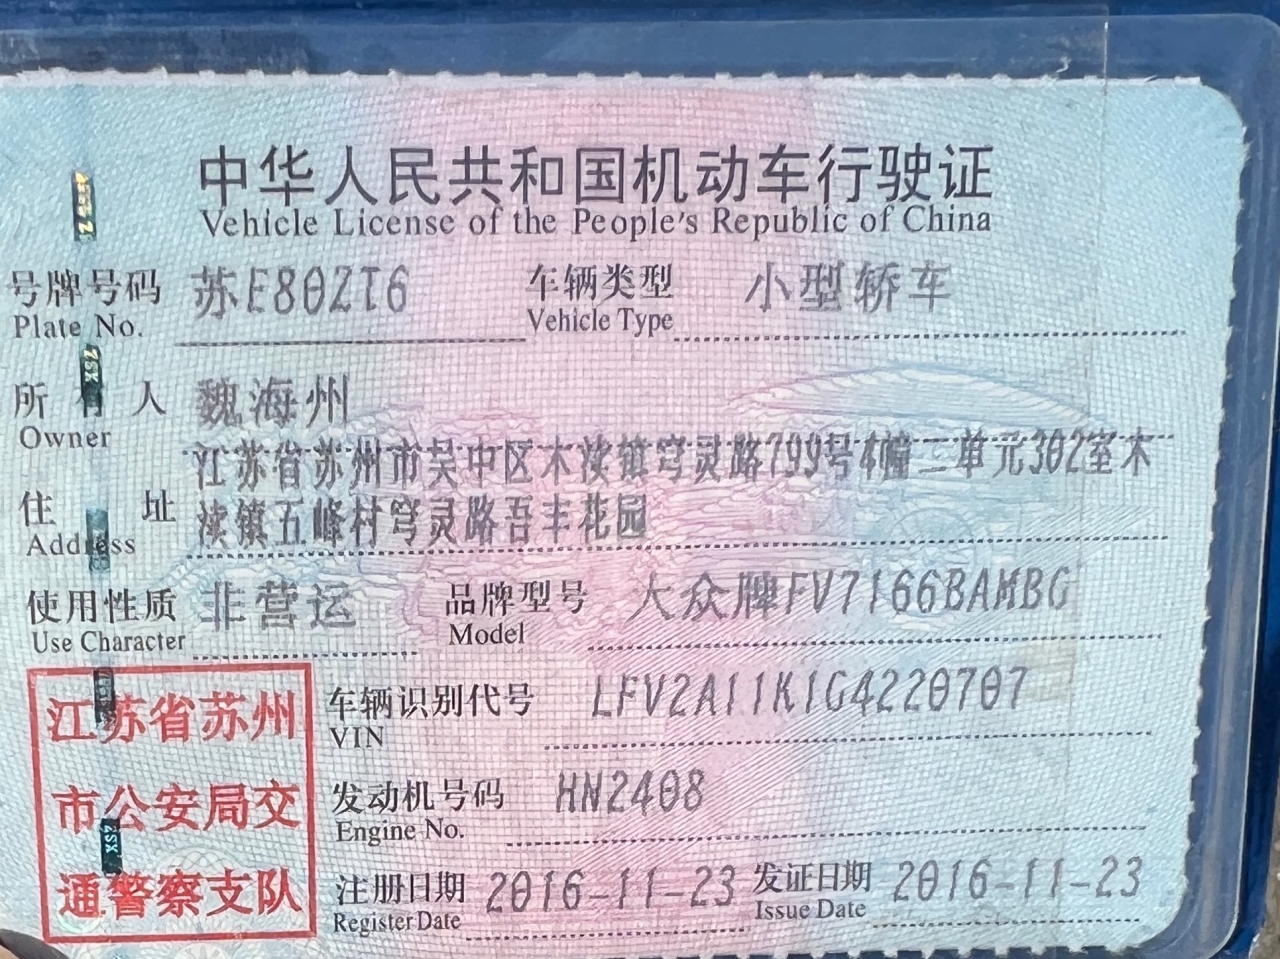 中华人民共和国机动车行驶证
Vehicle License of the People's Republic of China
号牌号码 苏E80ZT6 车辆类型 小型轿车
Plate No. Vehicle Type
所有人 魏海州
Owner
江苏省苏州市吴中区木渎镇穹灵路799号4幢二单元302室木
住址 渎镇五峰村穹灵路吾丰花园
Address
使用性质 非营运 品牌型号 大众牌FV7166BAMBG
Use Character Model
车辆识别代号 LFV2A11K1G4220707
VIN
发动机号码 HN2408
Engine No.
注册日期 2016-11-23 发证日期 2016-11-23
Register Date Issue Date
江苏省苏州
市公安局交
通警察支队